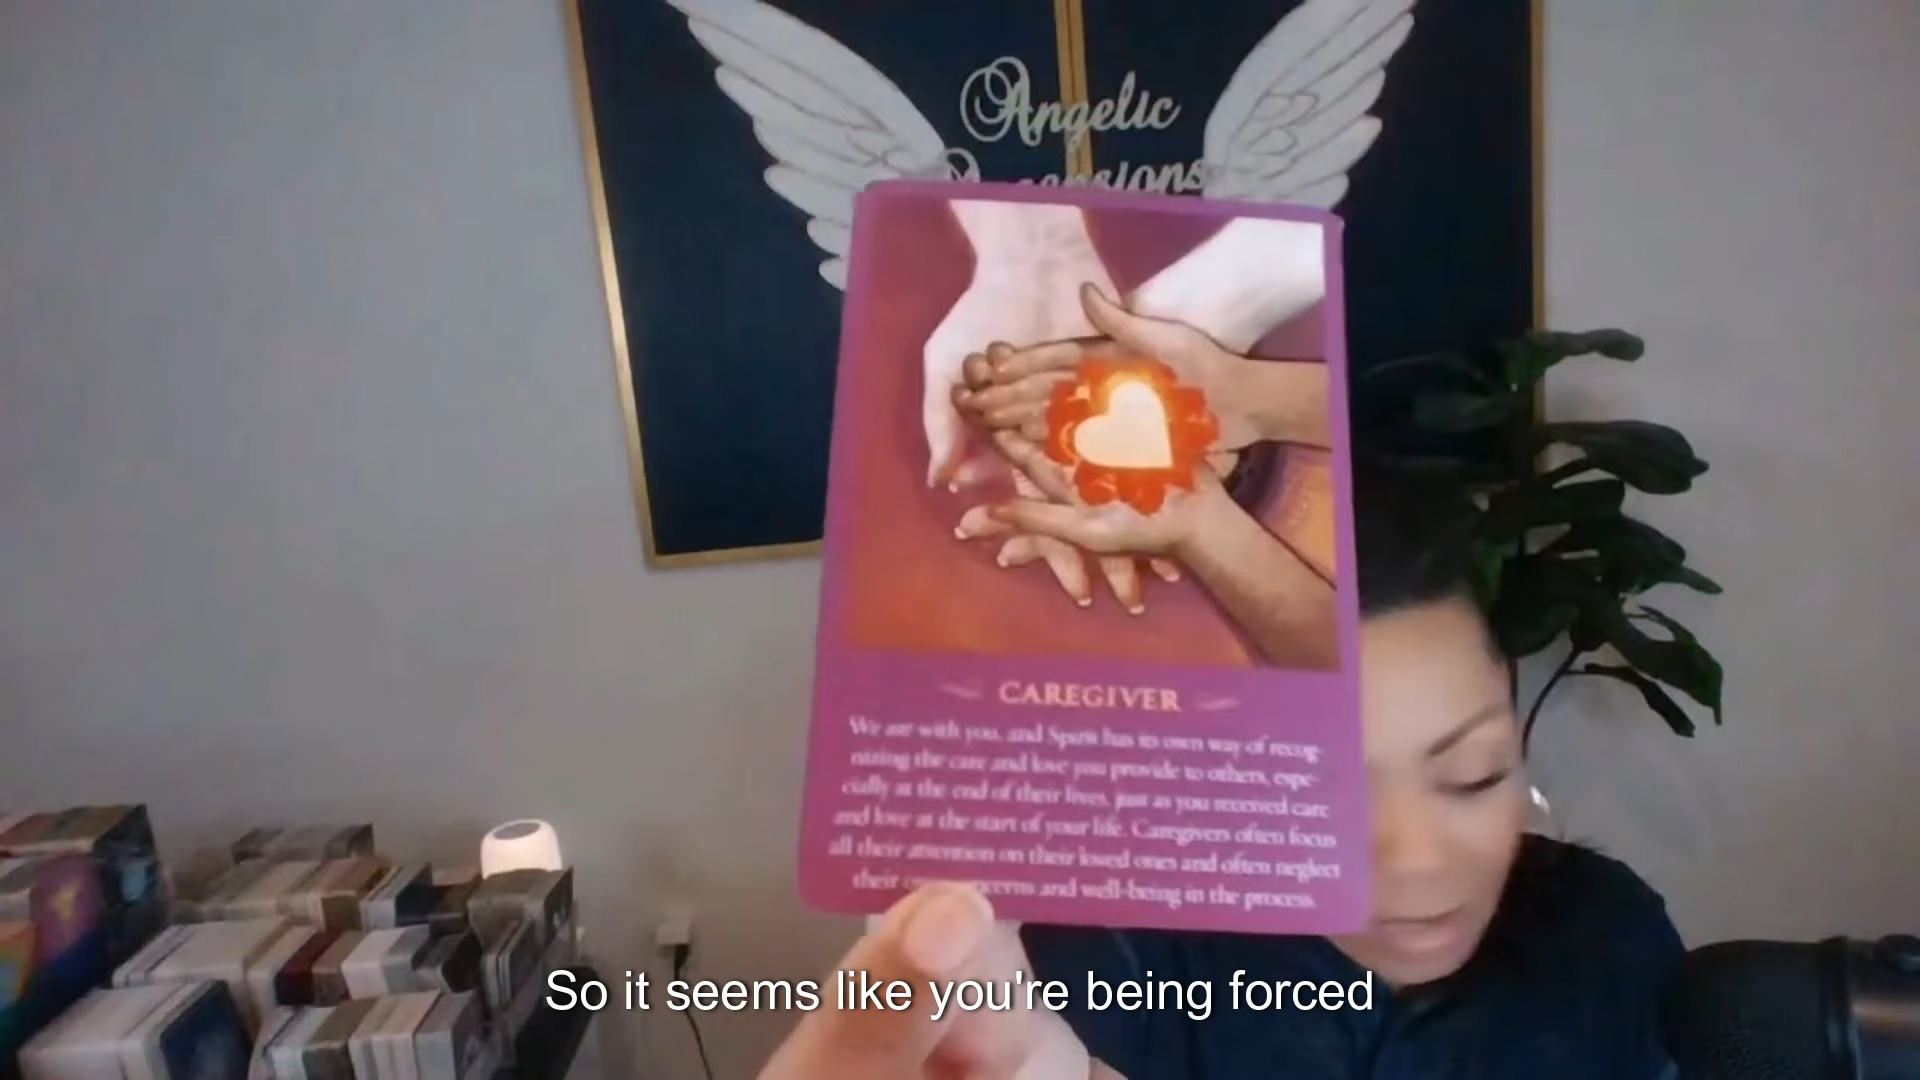 Angelic
CAREGIVER
We are with you, and Spirit has its own way of recog-
nizing the care and love you provide to others, espe-
cially at the end of their lives, just as you received care
and love at the start of your life. Caregivers often focus
all their attention on their loved ones and often neglect
their own concerns and well-being in the process.
So it seems like you're being forced